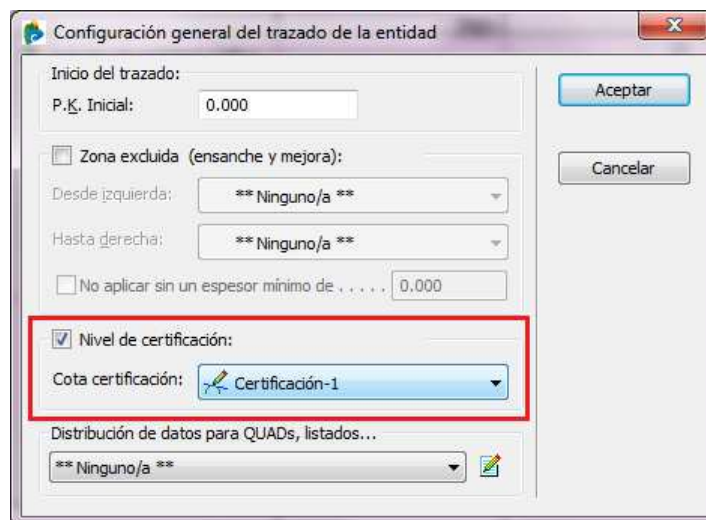 Configuración general del trazado de la entidad
Inicio del trazado:
P.K. Inicial: 0.000
Aceptar
Zona excluida (ensanche y mejora):
Cancelar
Desde izquierda: ** Ninguno/a **
Hasta derecha: ** Ninguno/a **
No aplicar sin un espesor mínimo de . . . . . 0.000
Nivel de certificación:
Cota certificación: Certificación-1
Distribución de datos para QUADs, listados...
** Ninguno/a **